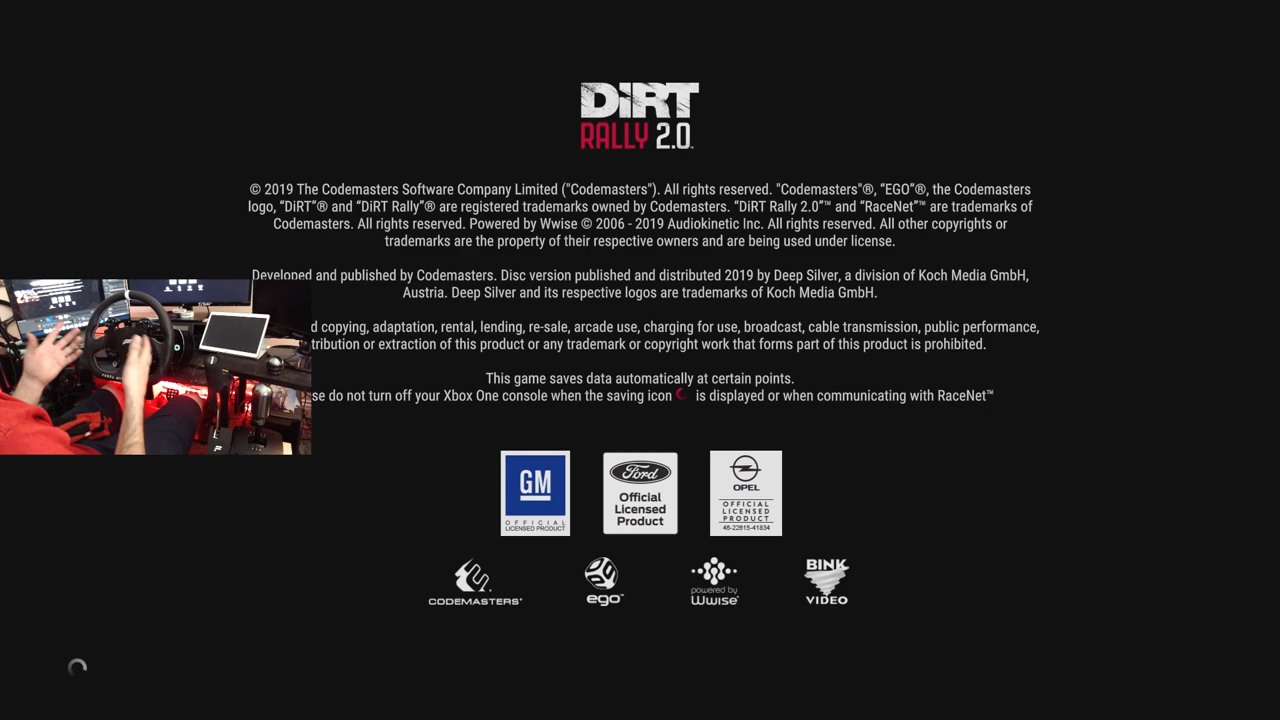 DiRT
RALLY 2.0
© 2019 The Codemasters Software Company Limited ("Codemasters"). All rights reserved. "Codemasters"®, “EGO”®, the Codemasters
logo, “DiRT”® and “DiRT Rally”® are registered trademarks owned by Codemasters. “DiRT Rally 2.0”™ and “RaceNet”™ are trademarks of
Codemasters. All rights reserved. Powered by Wwise © 2006 - 2019 Audiokinetic Inc. All rights reserved. All other copyrights or
trademarks are the property of their respective owners and are being used under license.
Developed and published by Codemasters. Disc version published and distributed 2019 by Deep Silver, a division of Koch Media GmbH,
Austria. Deep Silver and its respective logos are trademarks of Koch Media GmbH.
d copying, adaptation, rental, lending, re-sale, arcade use, charging for use, broadcast, cable transmission, public performance,
tribution or extraction of this product or any trademark or copyright work that forms part of this product is prohibited.
This game saves data automatically at certain points.
se do not turn off your Xbox One console when the saving icon is displayed or when communicating with RaceNet™
GM
OFFICIAL
LICENSED PRODUCT
Ford
Official
Licensed
Product
OPEL
OFFICIAL
LICENSED
PRODUCT
46-22615-41834
CODEMASTERS®
ego™
powered by
Wwise
BINK
VIDEO